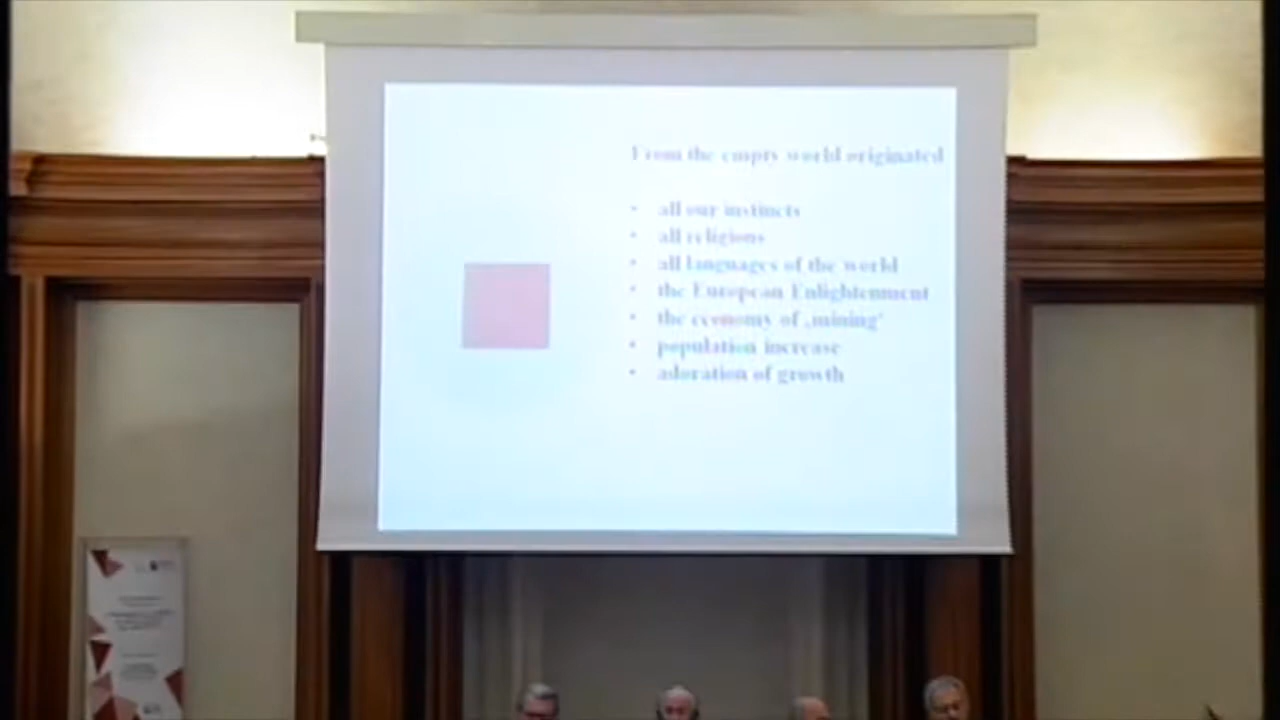 From the empty world originated
• all our instincts
• all religions
• all languages of the world
• the European Enlightenment
• the economy of ‚mining‘
• population increase
• adoration of growth